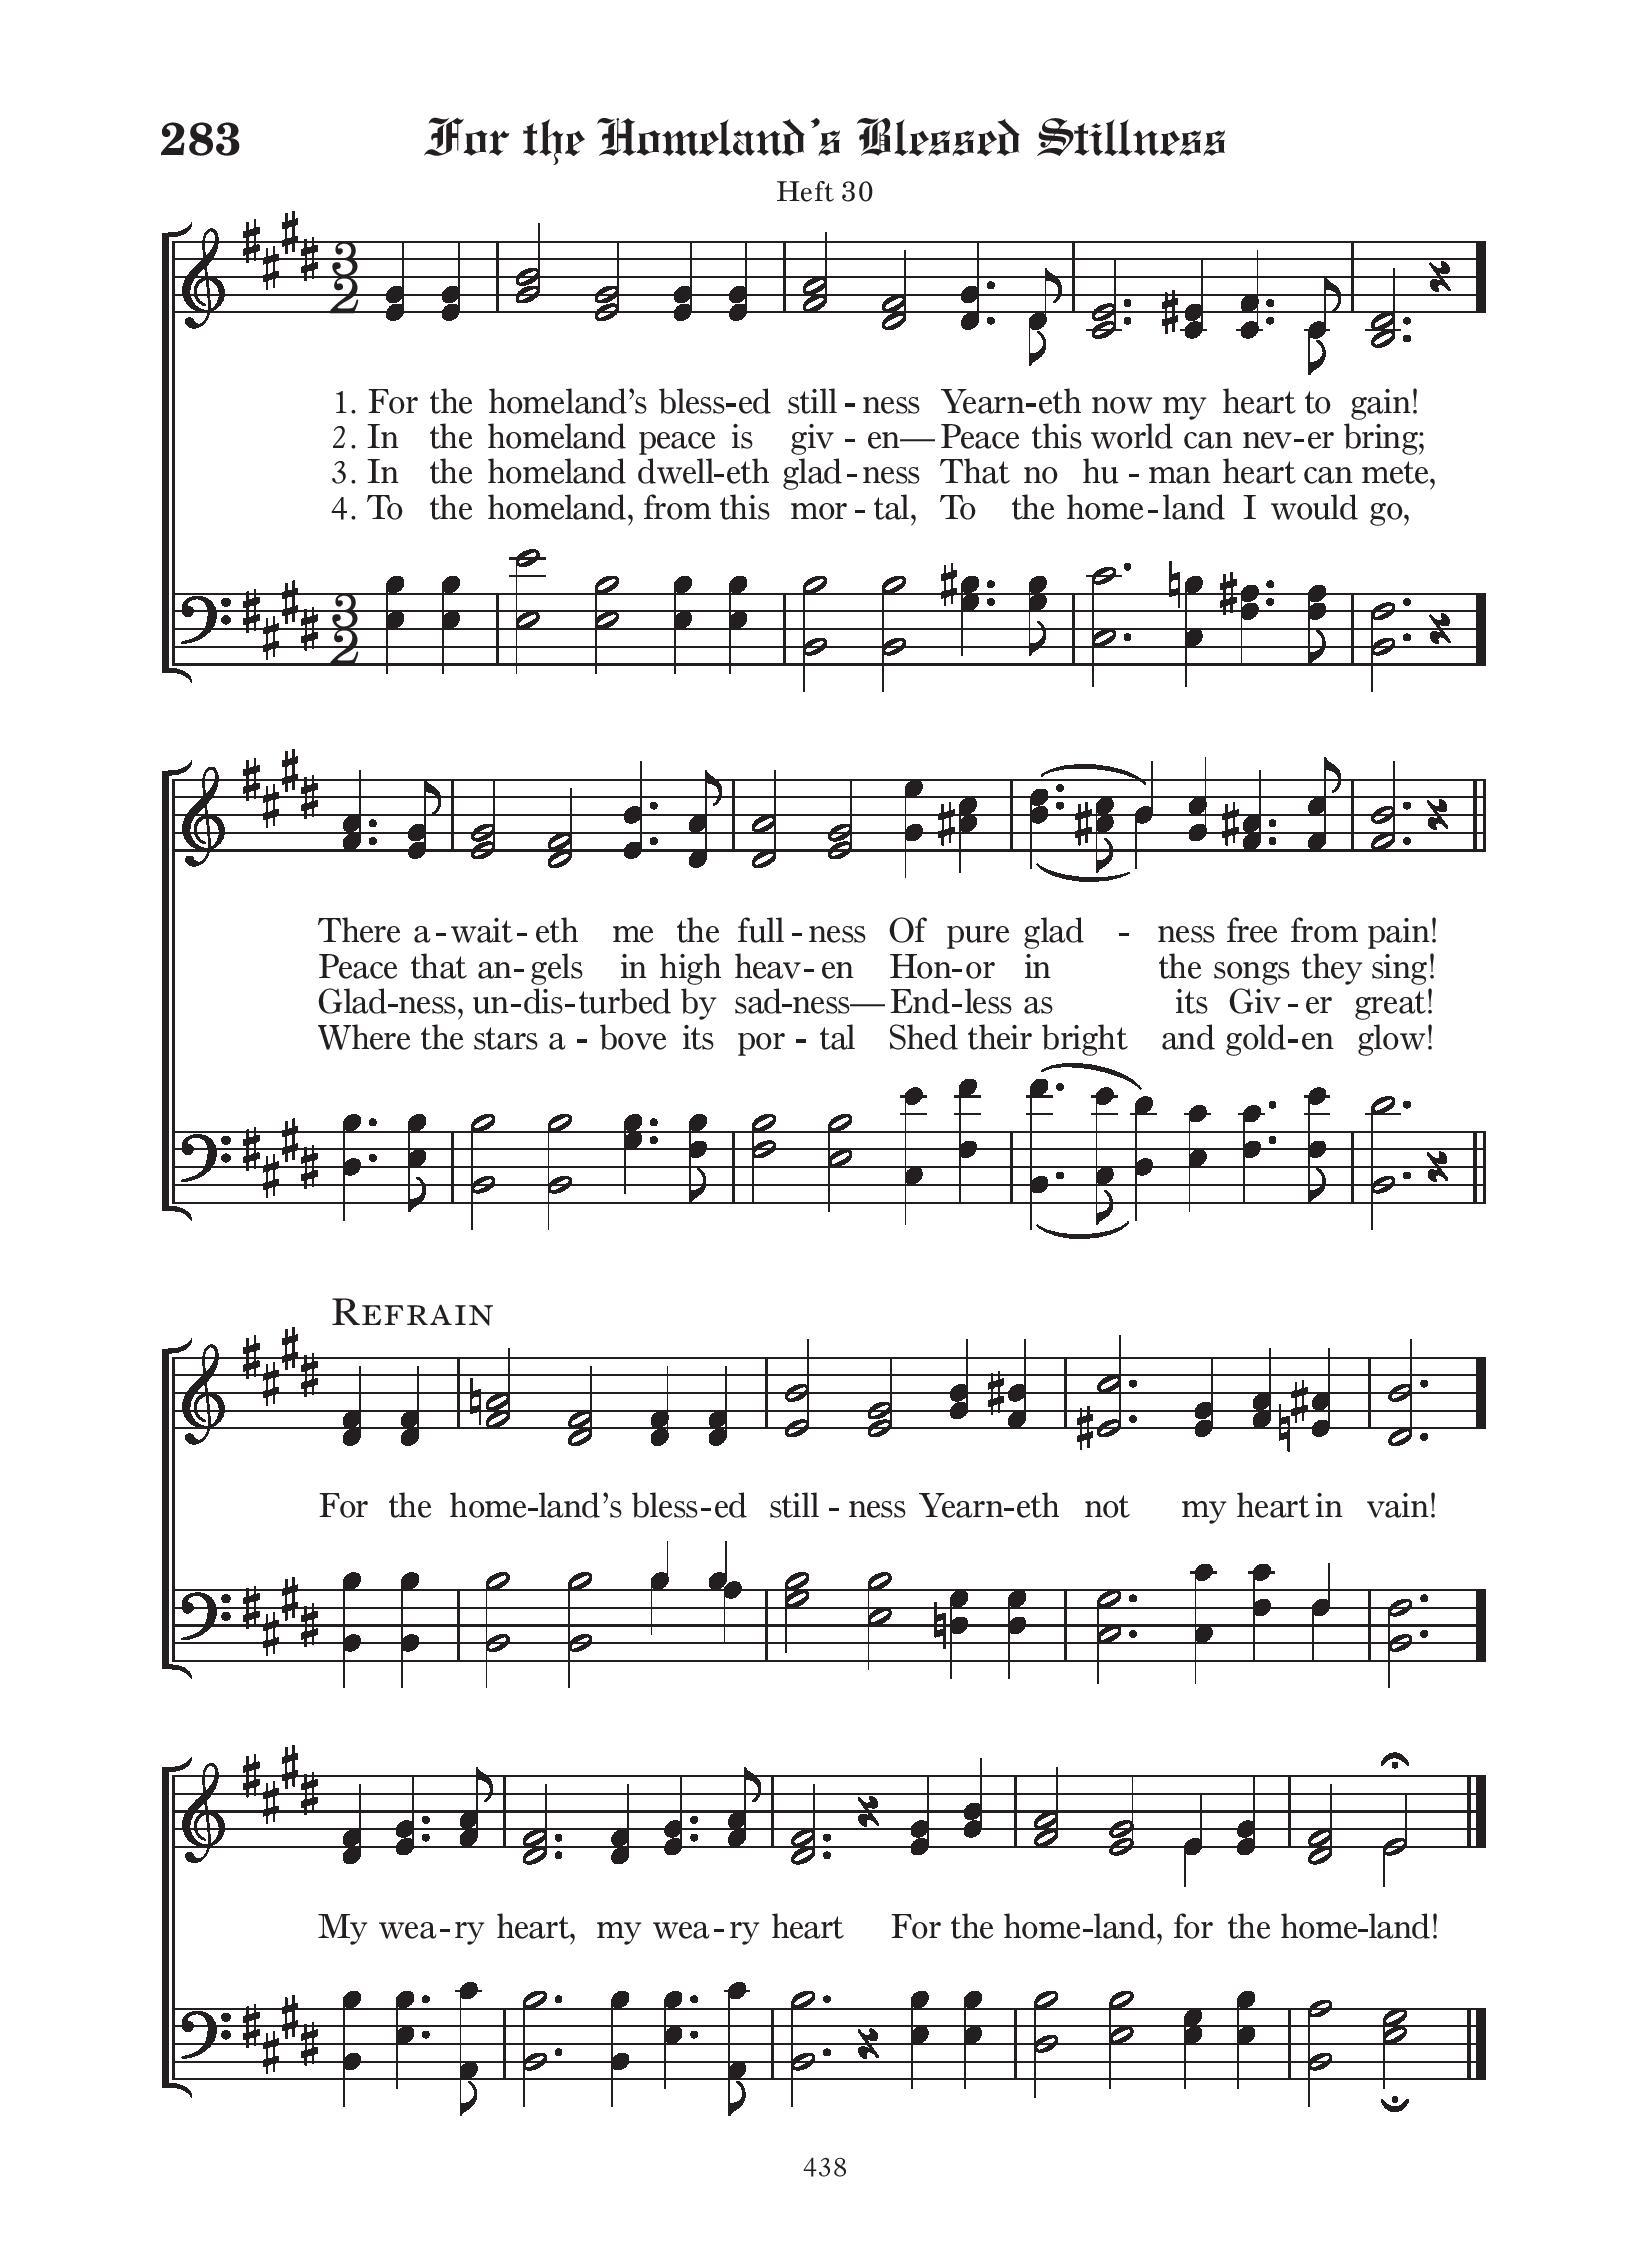 283 For the Homeland’s Blessed Stillness
Heft 30
1. For the homeland’s bless-ed still - ness Yearn-eth now my heart to gain!
2. In the homeland peace is giv - en— Peace this world can nev-er bring;
3. In the homeland dwell-eth glad - ness That no hu - man heart can mete,
4. To the homeland, from this mor - tal, To the home-land I would go,
There a-wait-eth me the full - ness Of pure glad - ness free from pain!
Peace that an-gels in high heav-en Hon-or in the songs they sing!
Glad-ness, un-dis-turbed by sad-ness— End-less as its Giv - er great!
Where the stars a - bove its por - tal Shed their bright and gold-en glow!
REFRAIN
For the home-land’s bless-ed still - ness Yearn-eth not my heart in vain!
My wea-ry heart, my wea-ry heart For the home-land, for the home-land!
438